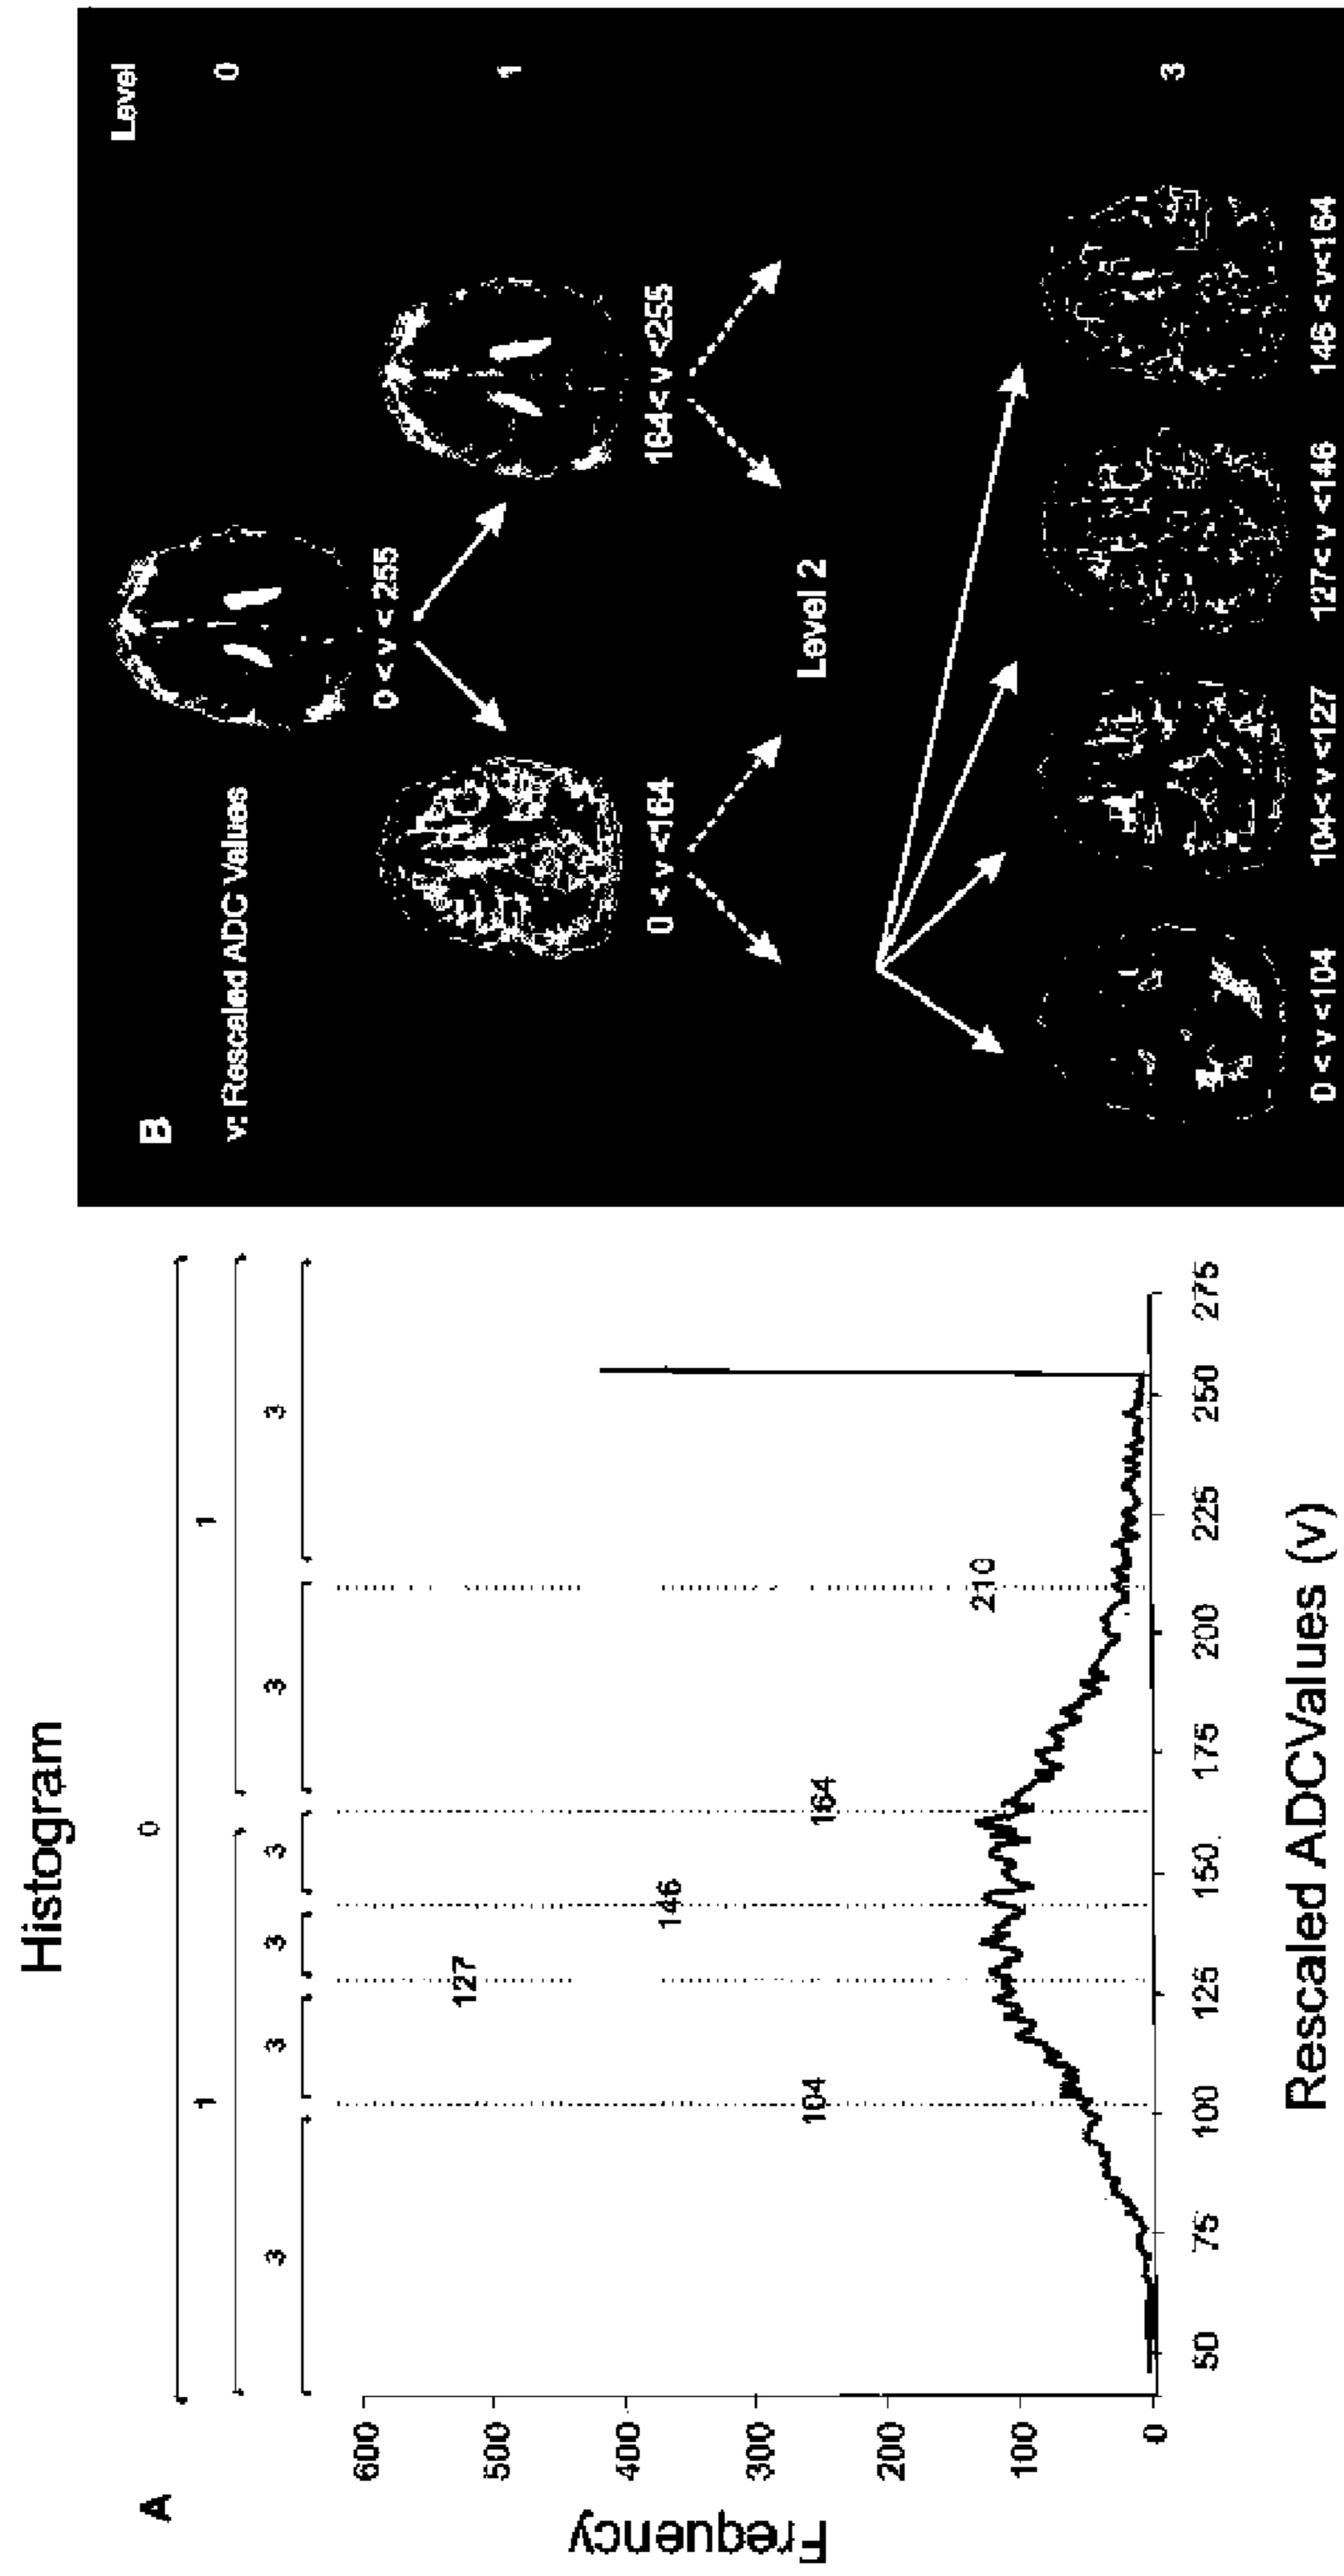 Histogram
A
0
1
1
3
3
3
3
3
3
600
500
400
300
200
100
0
Frequency
104
127
146
164
210
50
75
100
125
150
175
200
225
250
275
Rescaled ADCValues (v)
B
Level
v: Rescaled ADC Values
0
0 < v < 255
1
0 < v <164
164< v <255
Level 2
3
0 < v <104
104< v <127
127< v <146
146 < v<164